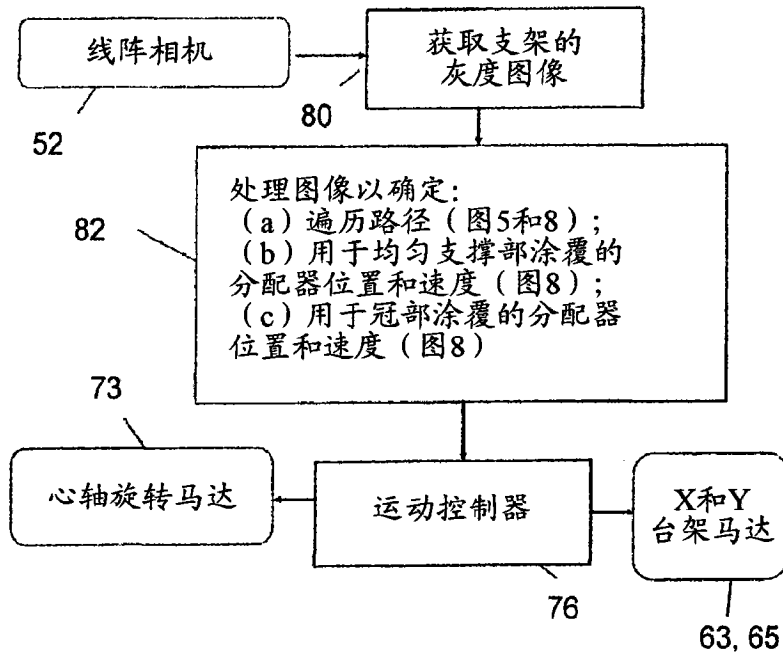 线阵相机
52
80
获取支架的
灰度图像
82
处理图像以确定:
(a)遍历路径(图5和8);
(b)用于均匀支撑部涂覆的
分配器位置和速度(图8);
(c)用于冠部涂覆的分配器
位置和速度(图8)
73
心轴旋转马达
运动控制器
76
X和Y
台架马达
63, 65